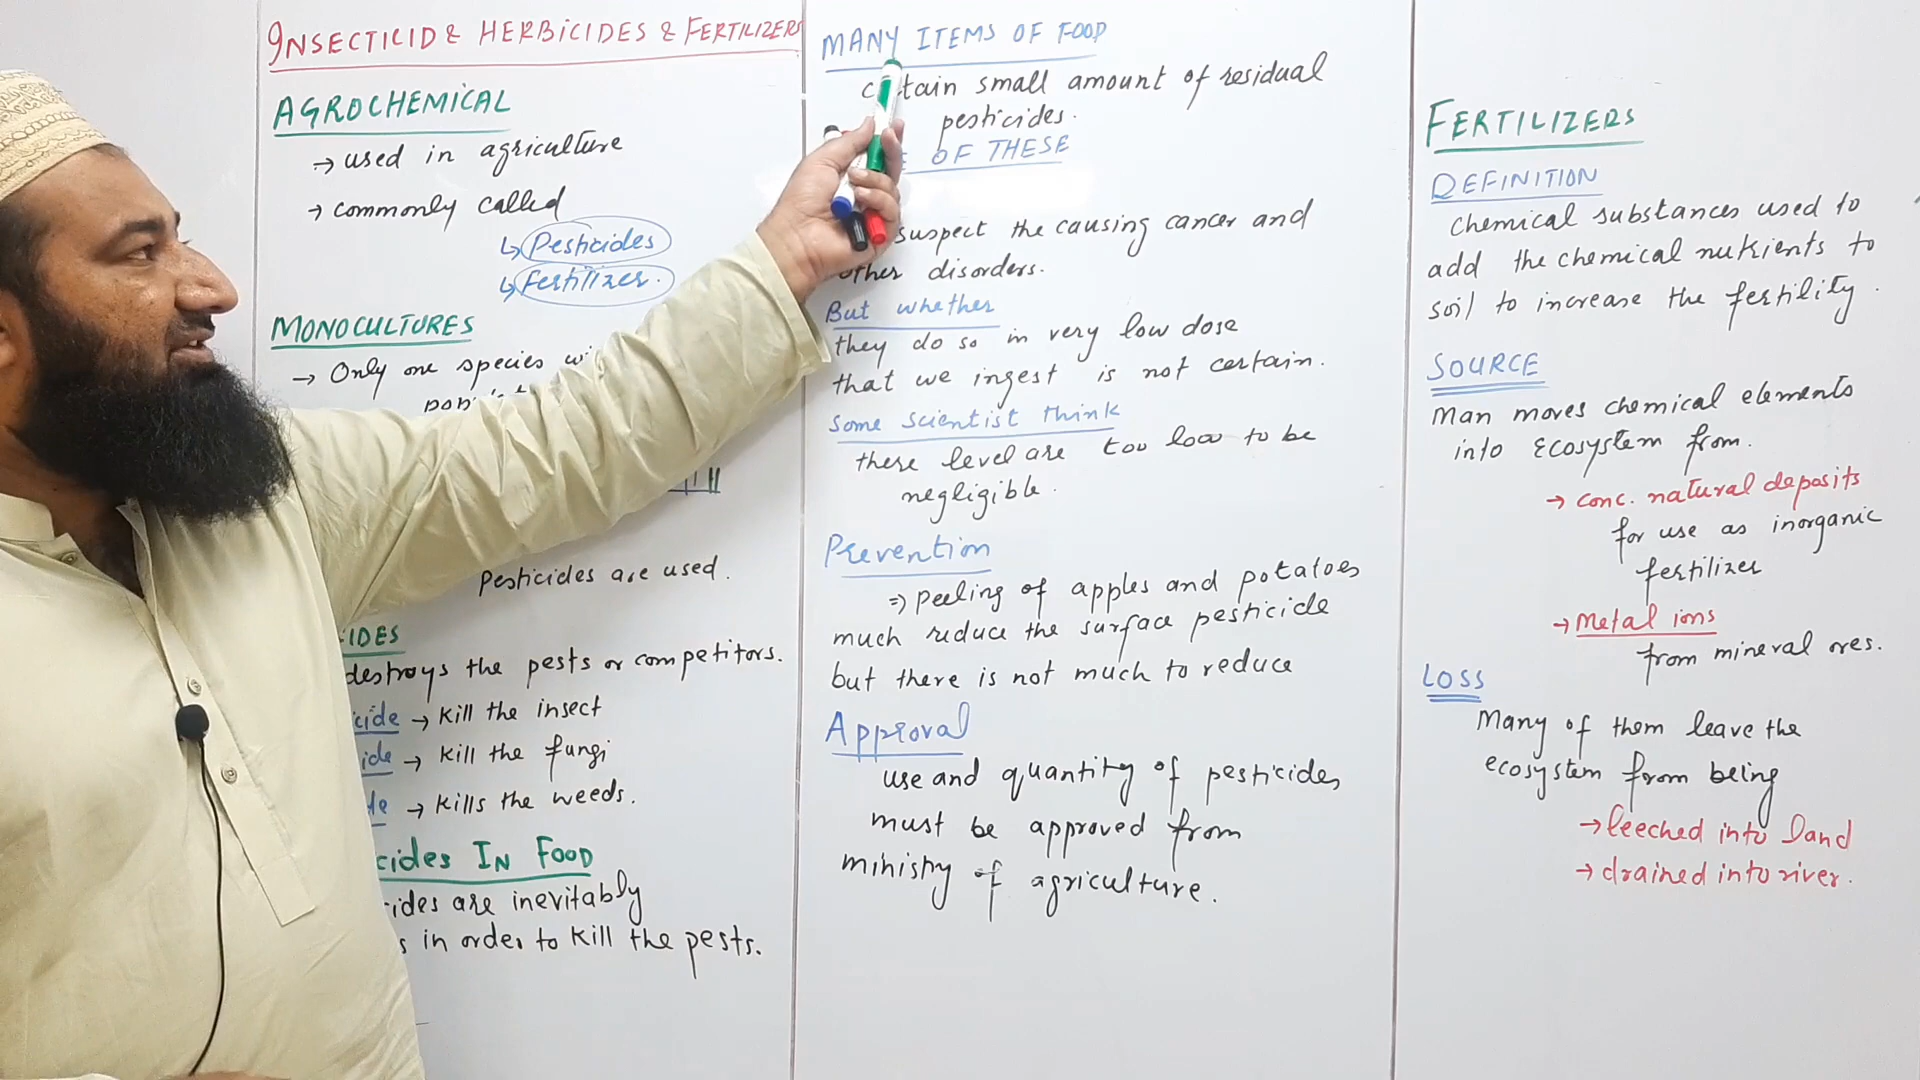 INSECTICID & HERBICIDES & FERTILIZERS
AGROCHEMICAL
→ used in agriculture
→ commonly called
↳ Pesticides
↳ Fertilizer.
MONOCULTURES
→ Only one species
Pesticides are used.
destroys the pests or competitors.
→ kill the insect
→ kill the fungi
→ kills the weeds.
IN FOOD
are inevitably
in order to kill the pests.
MANY ITEMS OF FOOD
small amount of residual
pesticides.
OF THESE
suspect the causing cancer and
other disorders.
But whether
they do so in very low dose
that we ingest is not certain.
Some scientist think
there level are too low to be
negligible.
Prevention
⇒ peeling of apples and potatoes
much reduce the surface pesticide
but there is not much to reduce
Approval
use and quantity of pesticides
must be approved from
ministry of agriculture.
FERTILIZERS
DEFINITION
Chemical substances used to
add the chemical nutrients to
soil to increase the fertility.
SOURCE
Man moves chemical elements
into Ecosystem from.
→ conc. natural deposits
for use as inorganic
fertilizer
→ Metal ions
from mineral ores.
LOSS
Many of them leave the
ecosystem from being
→ leeched into land
→ drained into river.